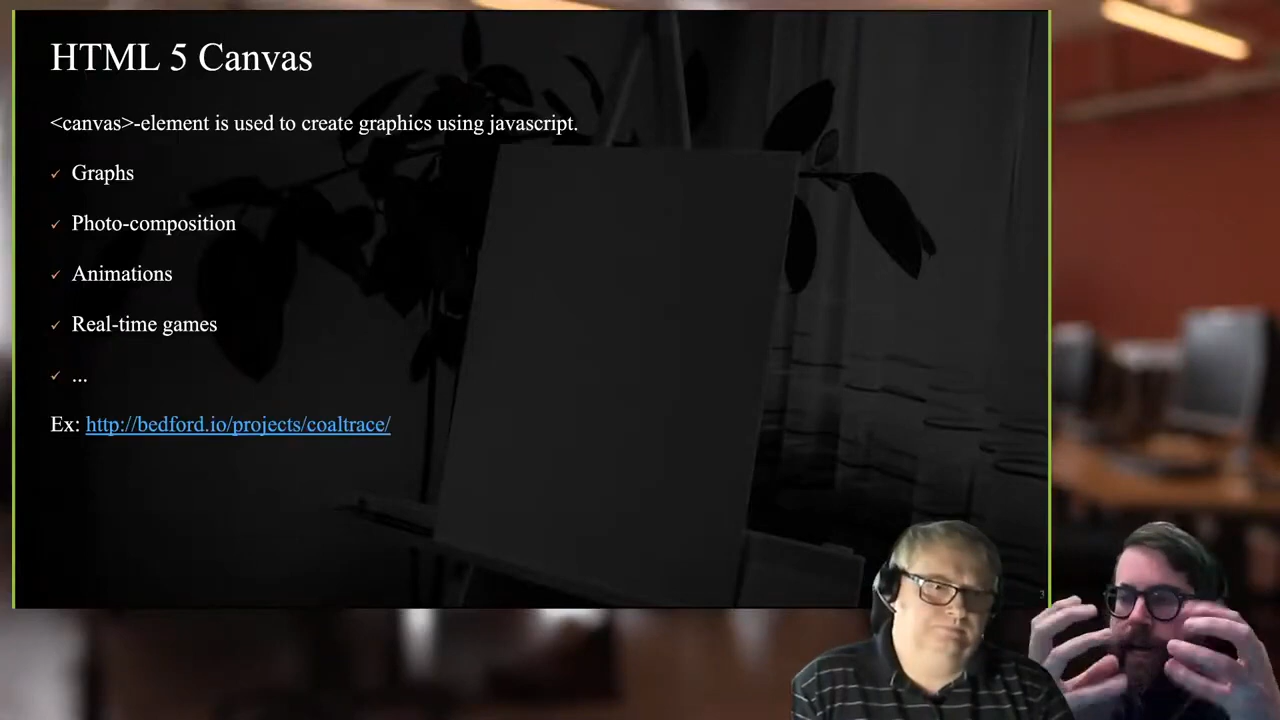 HTML 5 Canvas
<canvas>-element is used to create graphics using javascript.
✓ Graphs
✓ Photo-composition
✓ Animations
✓ Real-time games
✓ ...
Ex: http://bedford.io/projects/coaltrace/
3